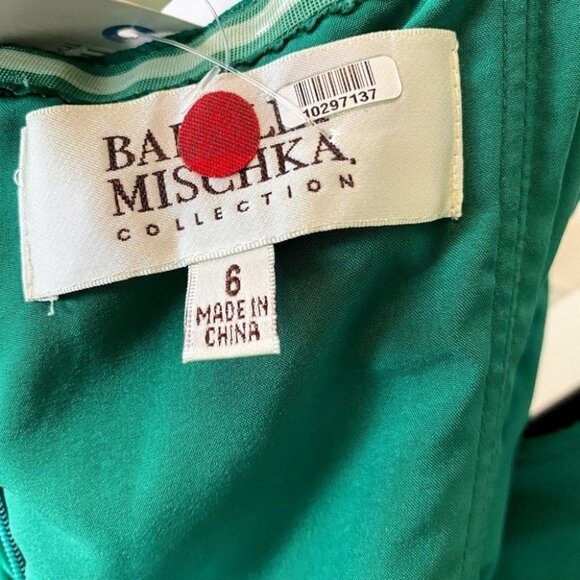 10297137
MISCHKA.
COLLECTION
6
MADE IN
CHINA